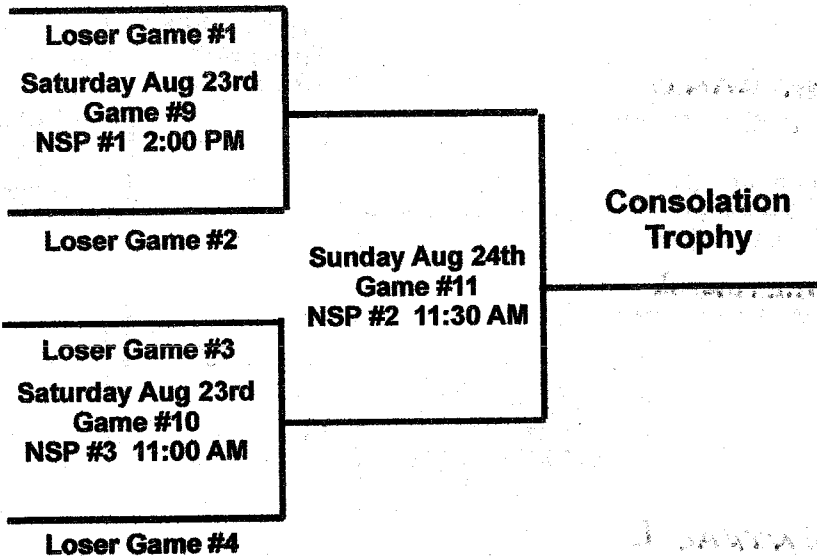 Loser Game #1
Saturday Aug 23rd
Game #9
NSP #1 2:00 PM
Loser Game #2
Sunday Aug 24th
Game #11
NSP #2 11:30 AM
Consolation
Trophy
Loser Game #3
Saturday Aug 23rd
Game #10
NSP #3 11:00 AM
Loser Game #4